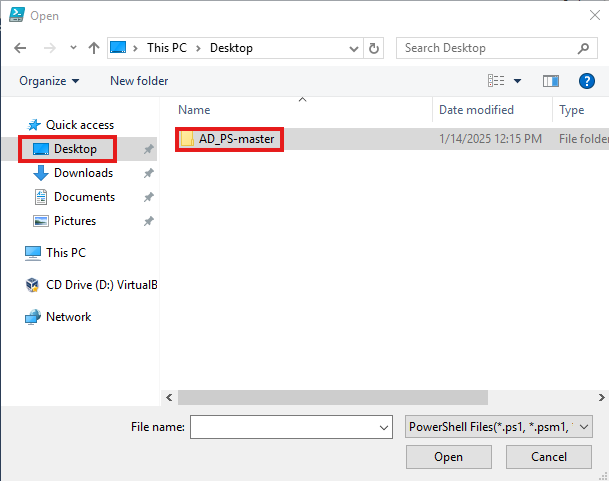 Open
This PC
Desktop
Search Desktop
Organize
New folder
Name
Date modified
Type
Quick access
Desktop
Downloads
Documents
Pictures
This PC
CD Drive (D:) VirtualB
Network
AD_PS-master
1/14/2025 12:15 PM
File folder
File name:
PowerShell Files(*.ps1, *.psm1,
Open
Cancel